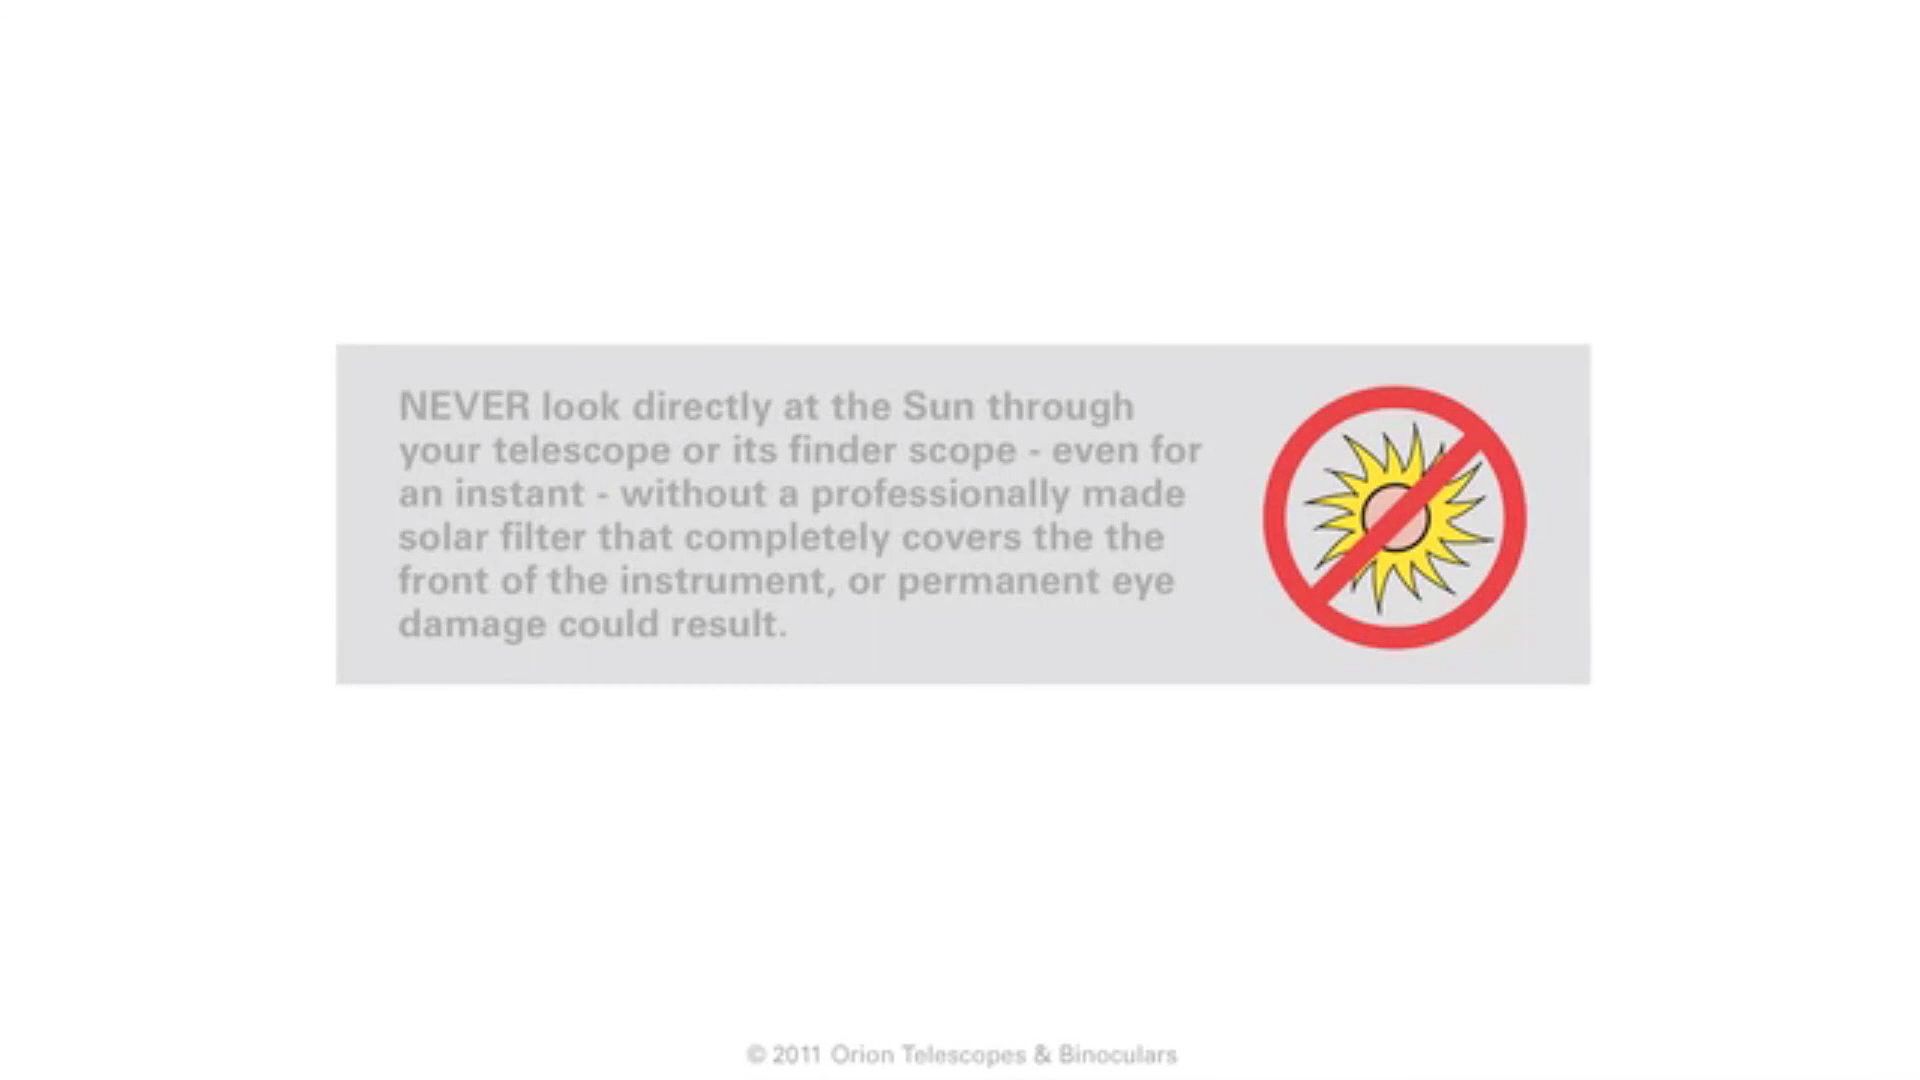 NEVER look directly at the Sun through
your telescope or its finder scope - even for
an instant - without a professionally made
solar filter that completely covers the the
front of the instrument, or permanent eye
damage could result.
© 2011 Orion Telescopes & Binoculars